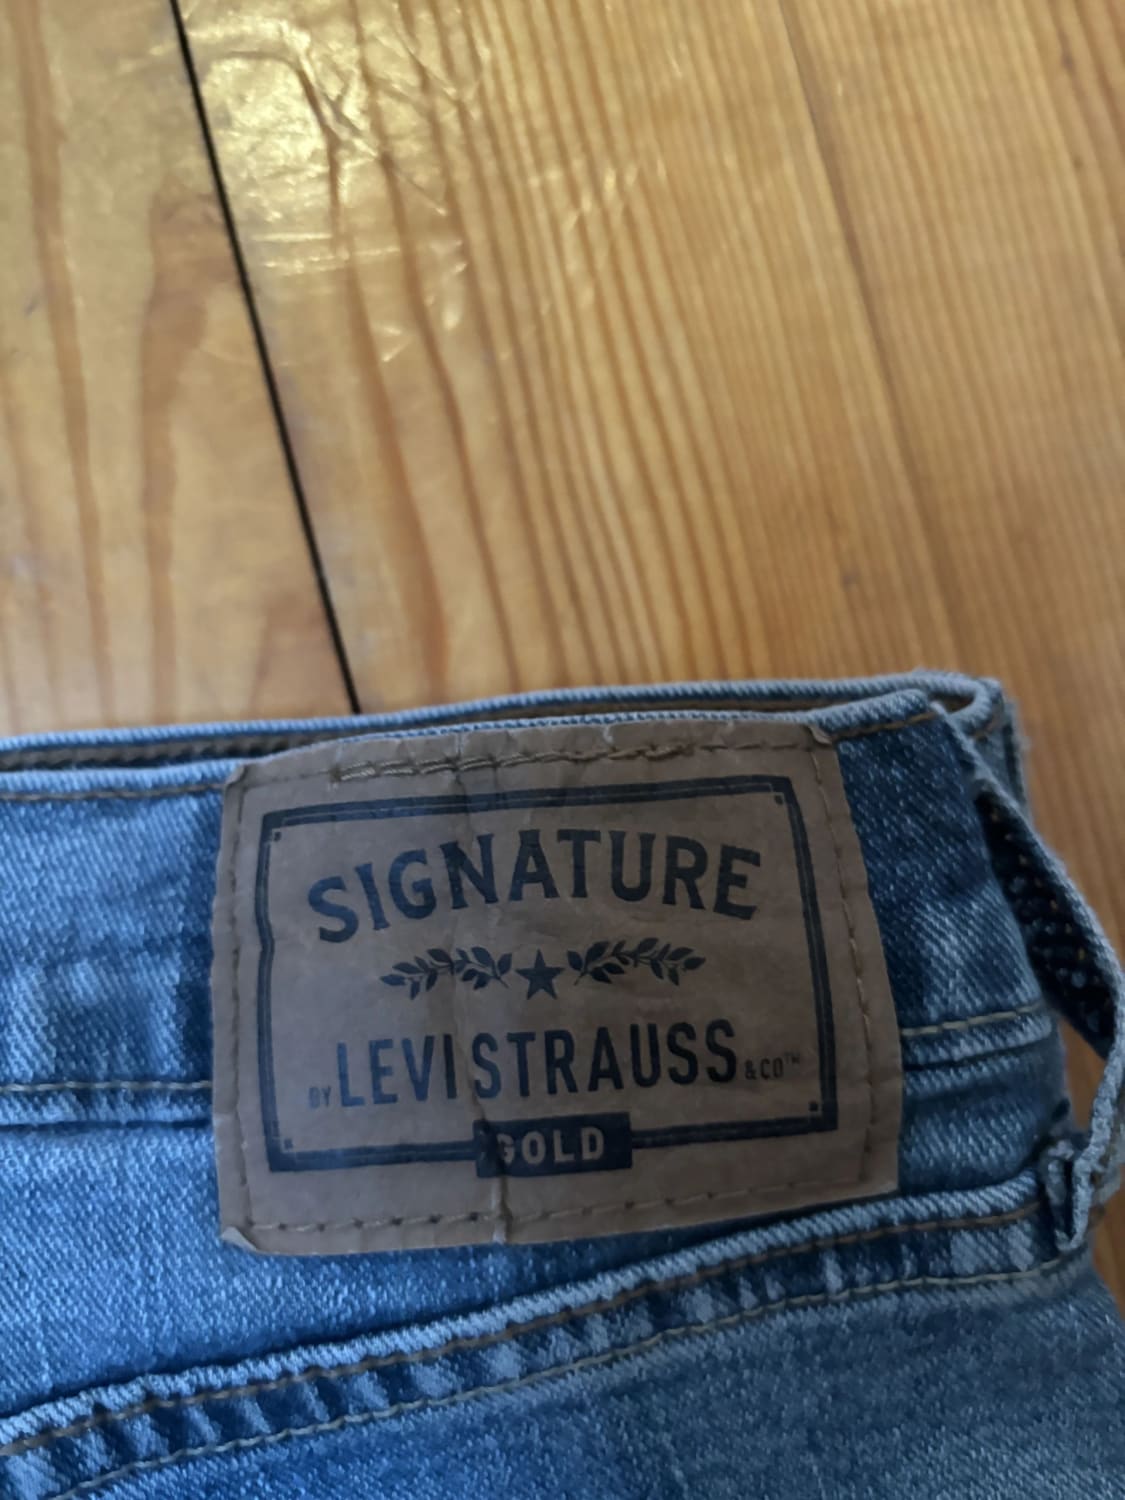 SIGNATURE
BY LEVI STRAUSS & CO™
GOLD